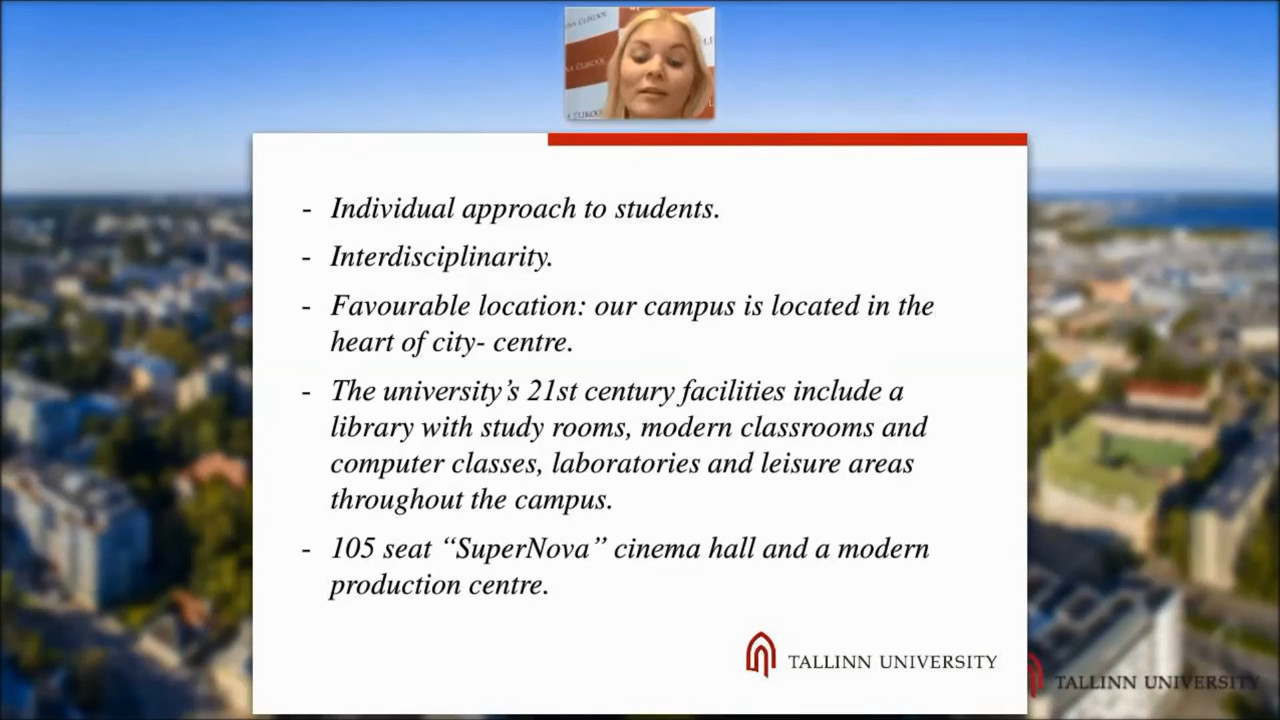 - Individual approach to students.
- Interdisciplinarity.
- Favourable location: our campus is located in the
heart of city- centre.
- The university’s 21st century facilities include a
library with study rooms, modern classrooms and
computer classes, laboratories and leisure areas
throughout the campus.
- 105 seat “SuperNova” cinema hall and a modern
production centre.
TALLINN UNIVERSITY
TALLINN UNIVERSITY